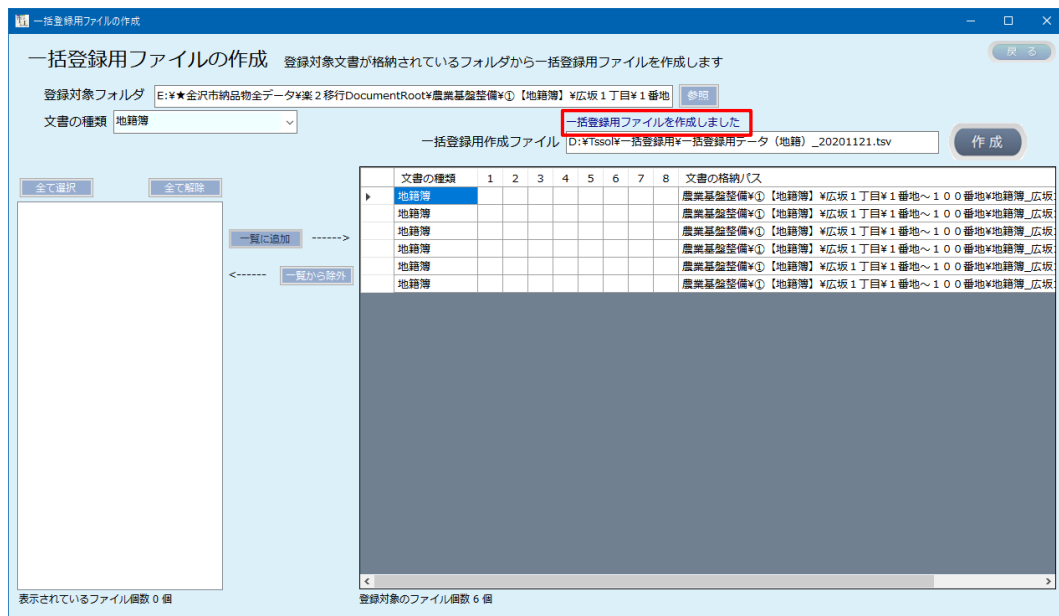 一括登録用ファイルの作成
一括登録用ファイルの作成 登録対象文書が格納されているフォルダから一括登録用ファイルを作成します
戻る
登録対象フォルダ E:¥★金沢市納品物全データ¥楽2移行DocumentRoot¥農業基盤整備¥①【地籍簿】¥広坂1丁目¥1番地 参照
文書の種類 地籍簿
一括登録用ファイルを作成しました
一括登録用作成ファイル D:¥Tssol¥一括登録用¥一括登録用データ（地籍）_20201121.tsv 作成
全て選択 全て解除
文書の種類 1 2 3 4 5 6 7 8 文書の格納パス
地籍簿 農業基盤整備¥①【地籍簿】¥広坂1丁目¥1番地～100番地¥地籍簿_広坂
地籍簿 農業基盤整備¥①【地籍簿】¥広坂1丁目¥1番地～100番地¥地籍簿_広坂
地籍簿 農業基盤整備¥①【地籍簿】¥広坂1丁目¥1番地～100番地¥地籍簿_広坂
地籍簿 農業基盤整備¥①【地籍簿】¥広坂1丁目¥1番地～100番地¥地籍簿_広坂
地籍簿 農業基盤整備¥①【地籍簿】¥広坂1丁目¥1番地～100番地¥地籍簿_広坂
地籍簿 農業基盤整備¥①【地籍簿】¥広坂1丁目¥1番地～100番地¥地籍簿_広坂
一覧に追加 ------>
<------ 一覧から除外
表示されているファイル個数 0 個
登録対象のファイル個数 6 個